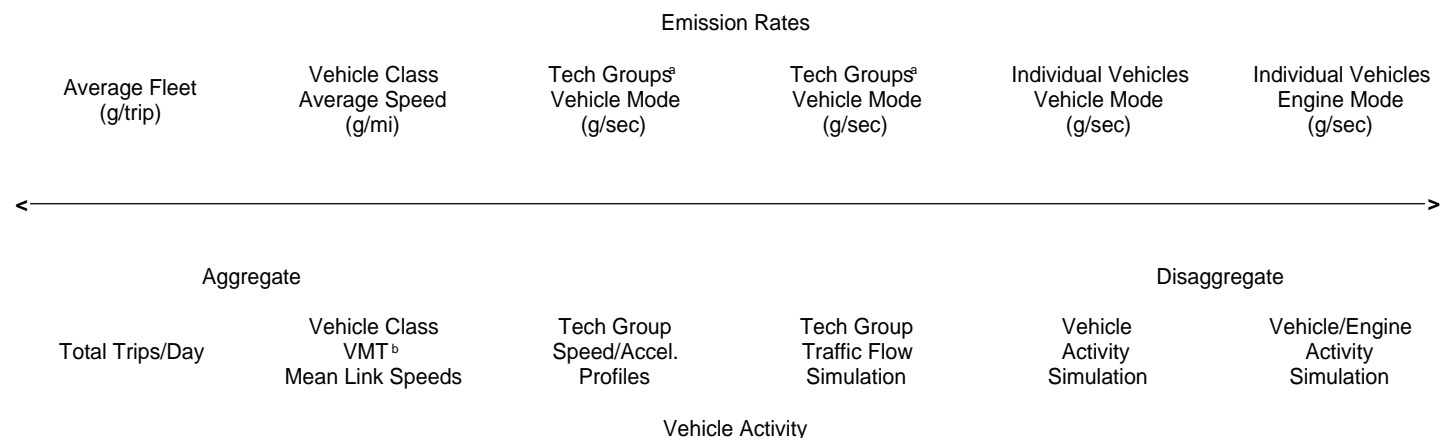 Emission Rates
Average Fleet
(g/trip)
Vehicle Class
Average Speed
(g/mi)
Tech Groupsª
Vehicle Mode
(g/sec)
Tech Groupsª
Vehicle Mode
(g/sec)
Individual Vehicles
Vehicle Mode
(g/sec)
Individual Vehicles
Engine Mode
(g/sec)
< >
Aggregate
Disaggregate
Total Trips/Day
Vehicle Class
VMT b
Mean Link Speeds
Tech Group
Speed/Accel.
Profiles
Tech Group
Traffic Flow
Simulation
Vehicle
Activity
Simulation
Vehicle/Engine
Activity
Simulation
Vehicle Activity